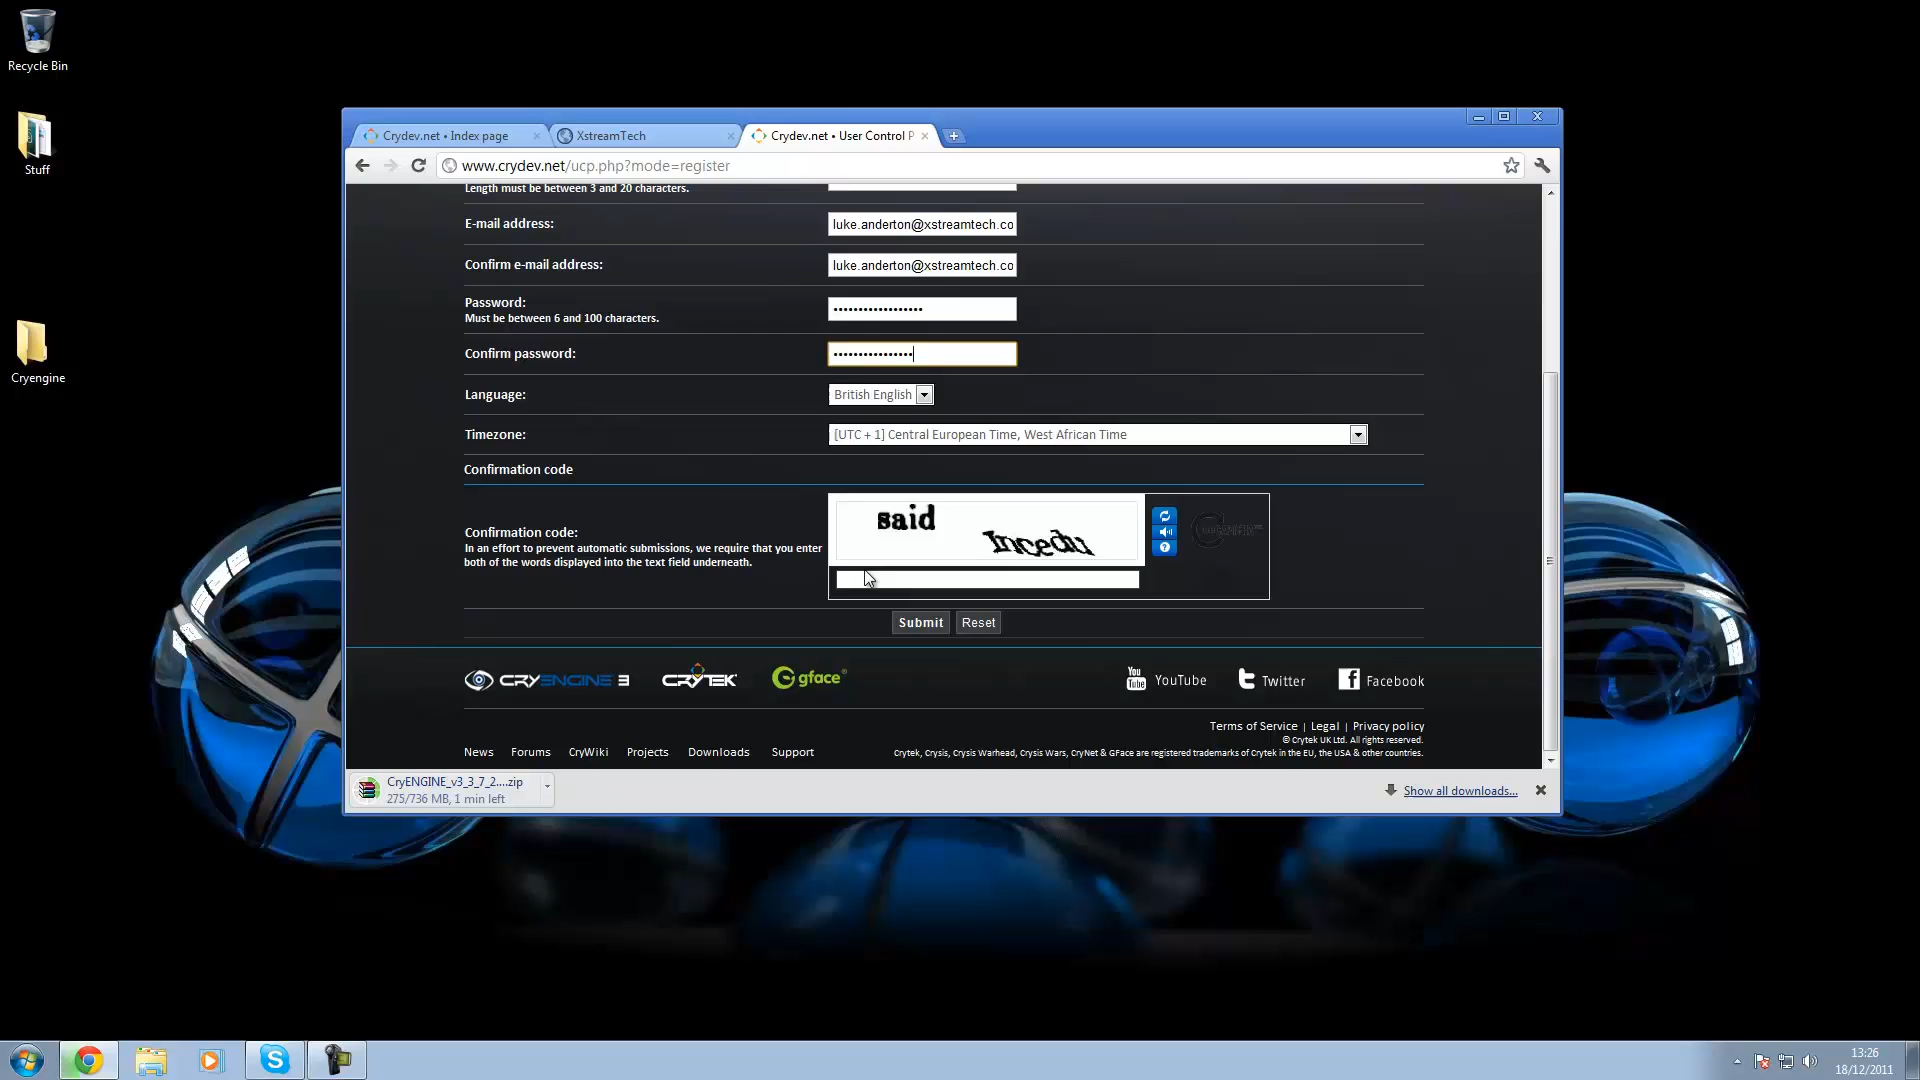 Recycle Bin
Stuff
Cryengine
Crydev.net • Index page
XstreamTech
Crydev.net • User Control P
www.crydev.net/ucp.php?mode=register
Length must be between 3 and 20 characters.
E-mail address:
luke.anderton@xstreamtech.co
Confirm e-mail address:
luke.anderton@xstreamtech.co
Password:
Must be between 6 and 100 characters.
Confirm password:
Language:
British English
Timezone:
[UTC + 1] Central European Time, West African Time
Confirmation code
Confirmation code:
In an effort to prevent automatic submissions, we require that you enter
both of the words displayed into the text field underneath.
said
Incedu
Submit
Reset
CRYENGINE 3
CRYTEK
gface
You Tube
YouTube
Twitter
Facebook
Terms of Service | Legal | Privacy policy
© Crytek UK Ltd. All rights reserved.
News
Forums
CryWiki
Projects
Downloads
Support
Crytek, Crysis, Crysis Warhead, Crysis Wars, CryNet & GFace are registered trademarks of Crytek in the EU, the USA & other countries.
CryENGINE_v3_3_7_2....zip
275/736 MB, 1 min left
Show all downloads...
13:26
18/12/2011